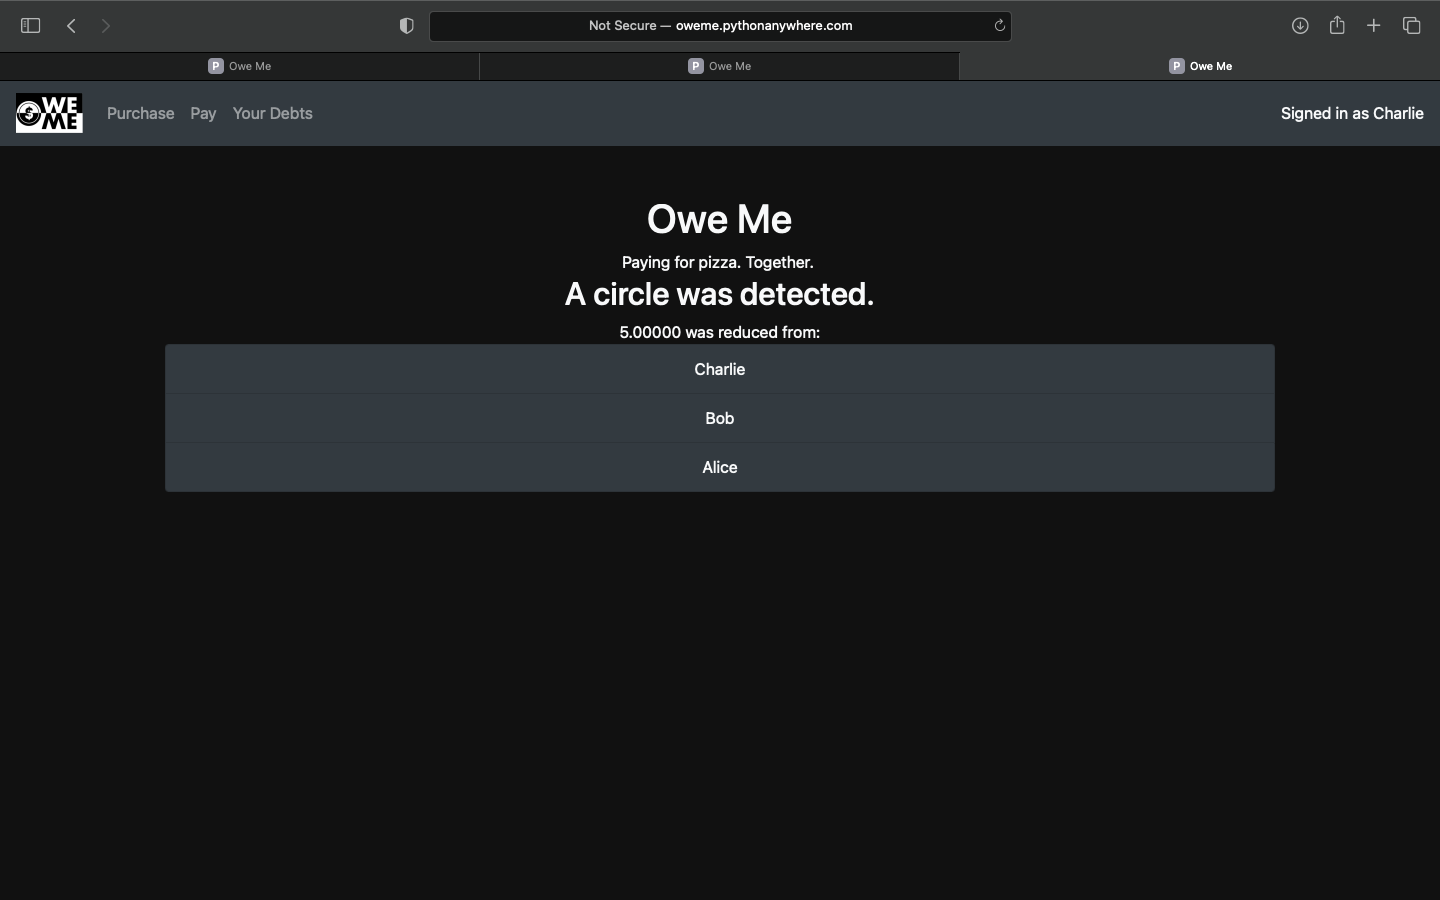 Not Secure — oweme.pythonanywhere.com
P Owe Me
P Owe Me
P Owe Me
OWE ME
Purchase Pay Your Debts
Signed in as Charlie
Owe Me
Paying for pizza. Together.
A circle was detected.
5.00000 was reduced from:
Charlie
Bob
Alice